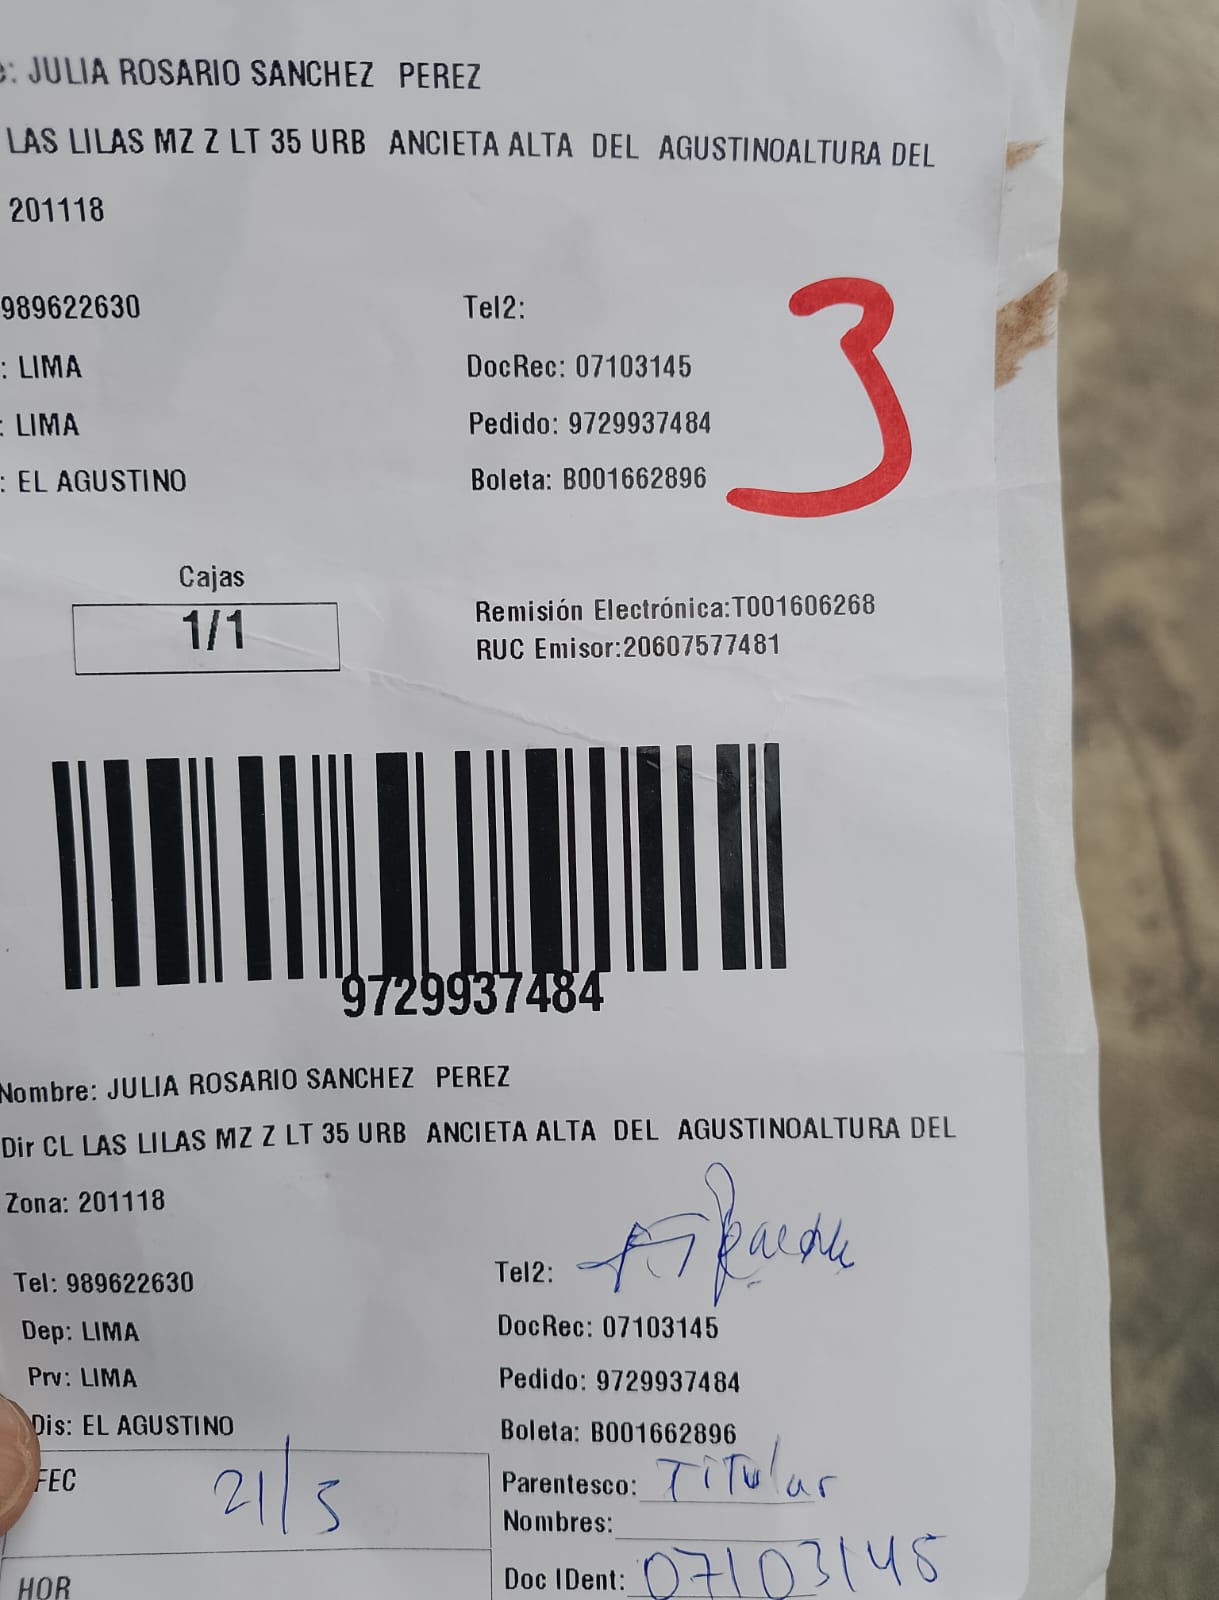 e: JULIA ROSARIO SANCHEZ PEREZ
LAS LILAS MZ Z LT 35 URB ANCIETA ALTA DEL AGUSTINOALTURA DEL
201118
989622630 Tel2:
: LIMA DocRec: 07103145
: LIMA Pedido: 9729937484
: EL AGUSTINO Boleta: B001662896
3
Cajas
1/1
Remisión Electrónica:T001606268
RUC Emisor:20607577481
9729937484
Nombre: JULIA ROSARIO SANCHEZ PEREZ
Dir CL LAS LILAS MZ Z LT 35 URB ANCIETA ALTA DEL AGUSTINOALTURA DEL
Zona: 201118
Tel: 989622630 Tel2:
Dep: LIMA DocRec: 07103145
Prv: LIMA Pedido: 9729937484
Dis: EL AGUSTINO Boleta: B001662896
FEC 21/3 Parentesco: Titular
Nombres:
HOR Doc IDent: 07103145